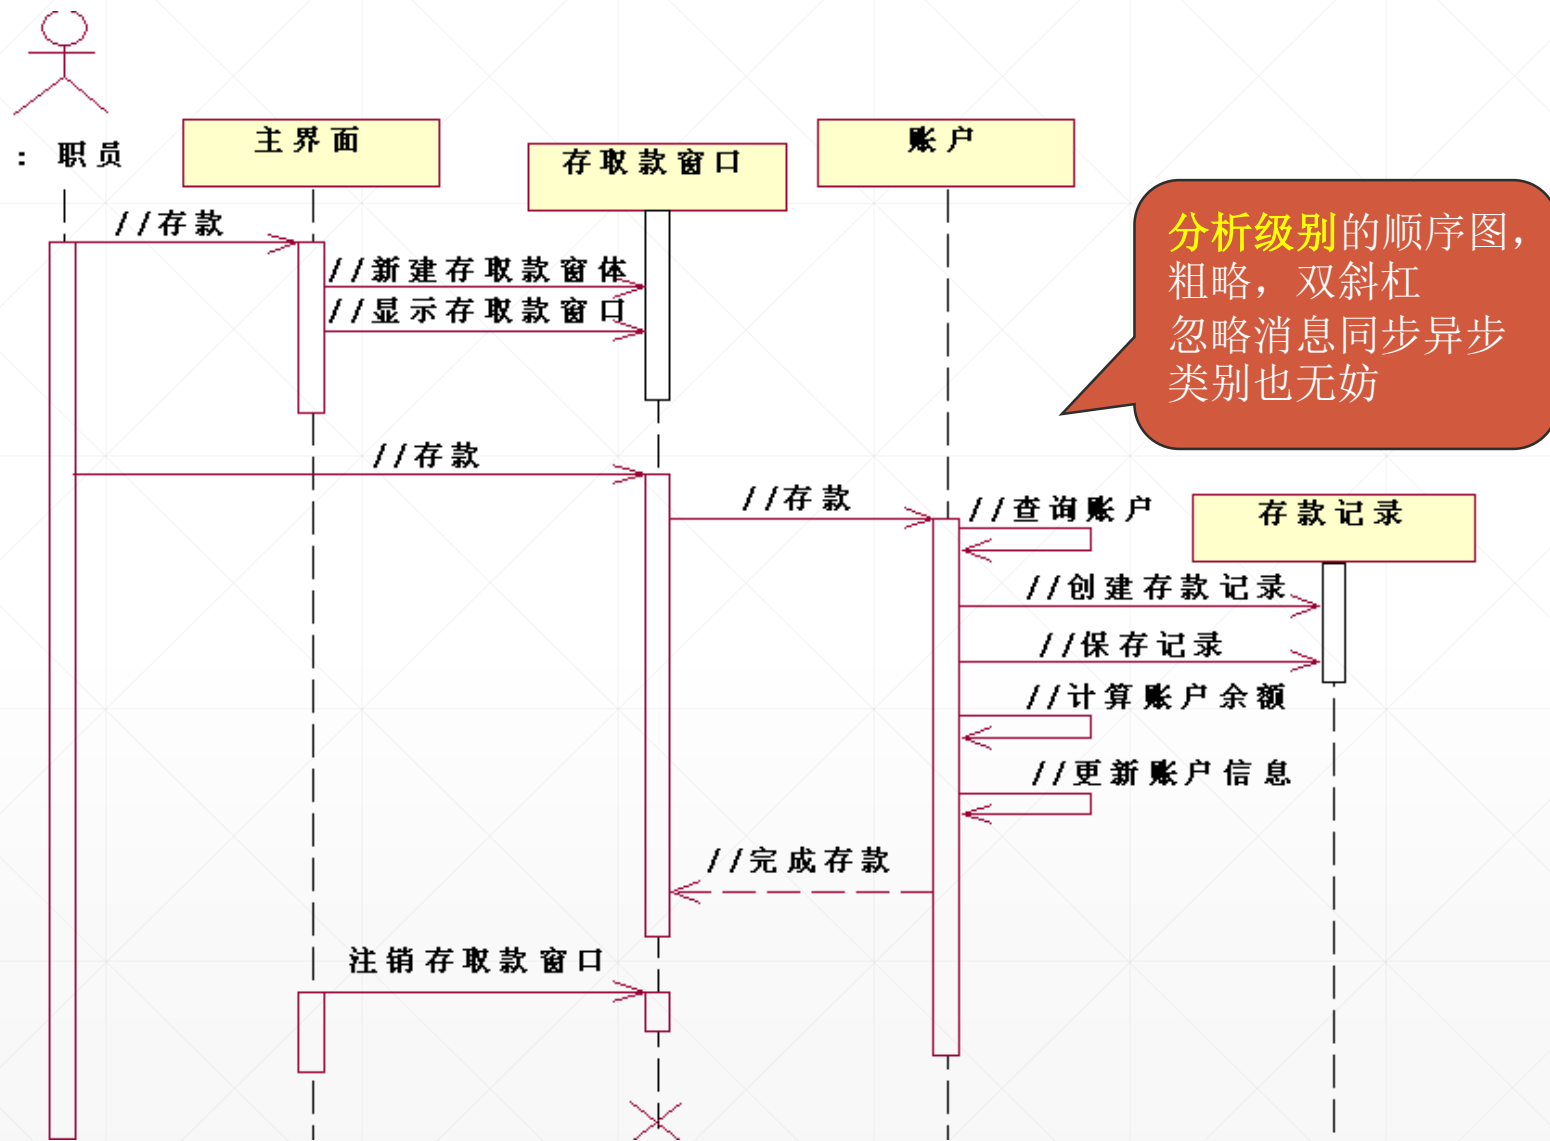 : 职员
主界面
存取款窗口
账户
//存款
//新建存取款窗体
//显示存取款窗口
分析级别的顺序图，
粗略，双斜杠
忽略消息同步异步
类别也无妨
//存款
//存款
//查询账户
存款记录
//创建存款记录
//保存记录
//计算账户余额
//更新账户信息
//完成存款
注销存取款窗口